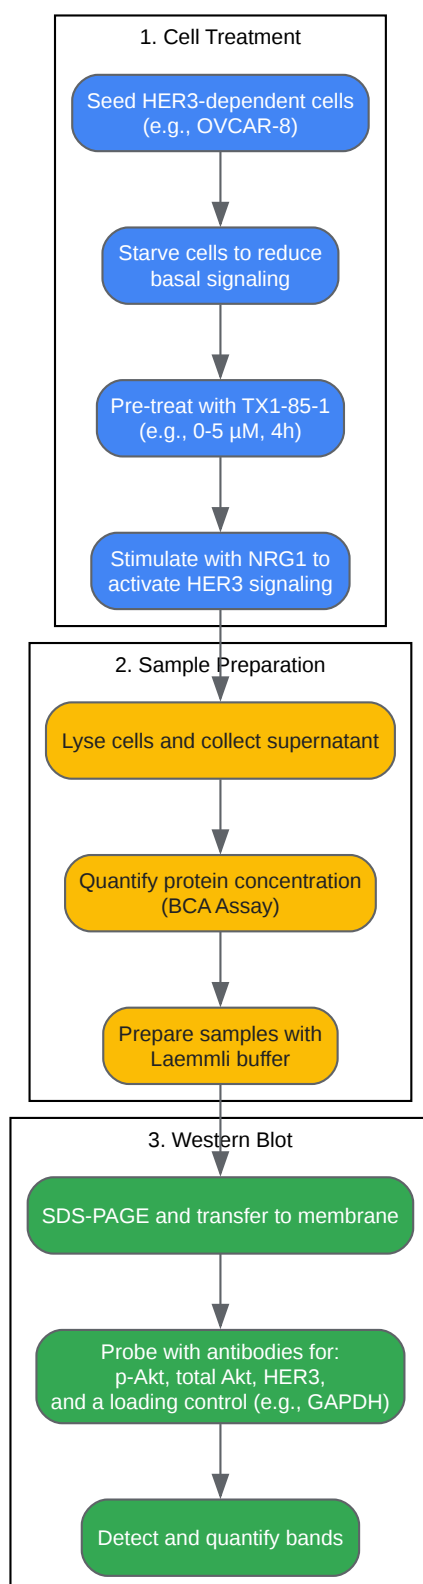 1. Cell Treatment
Seed HER3-dependent cells
(e.g., OVCAR-8)
Starve cells to reduce
basal signaling
Pre-treat with TX1-85-1
(e.g., 0-5 µM, 4h)
Stimulate with NRG1 to
activate HER3 signaling
2. Sample Preparation
Lyse cells and collect supernatant
Quantify protein concentration
(BCA Assay)
Prepare samples with
Laemmli buffer
3. Western Blot
SDS-PAGE and transfer to membrane
Probe with antibodies for:
p-Akt, total Akt, HER3,
and a loading control (e.g., GAPDH)
Detect and quantify bands